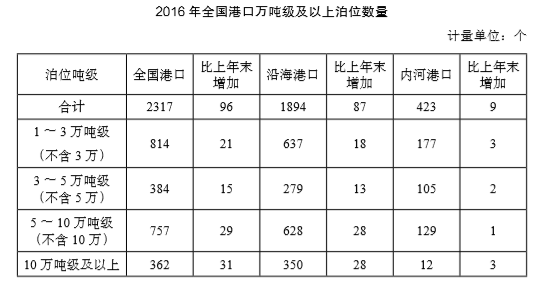 2016 年全国港口万吨级及以上泊位数量
计量单位：个
泊位吨级 全国港口 比上年末增加 沿海港口 比上年末增加 内河港口 比上年末增加
合计 2317 96 1894 87 423 9
1～3 万吨级（不含 3 万） 814 21 637 18 177 3
3～5 万吨级（不含 5 万） 384 15 279 13 105 2
5～10 万吨级（不含 10 万） 757 29 628 28 129 1
10 万吨级及以上 362 31 350 28 12 3